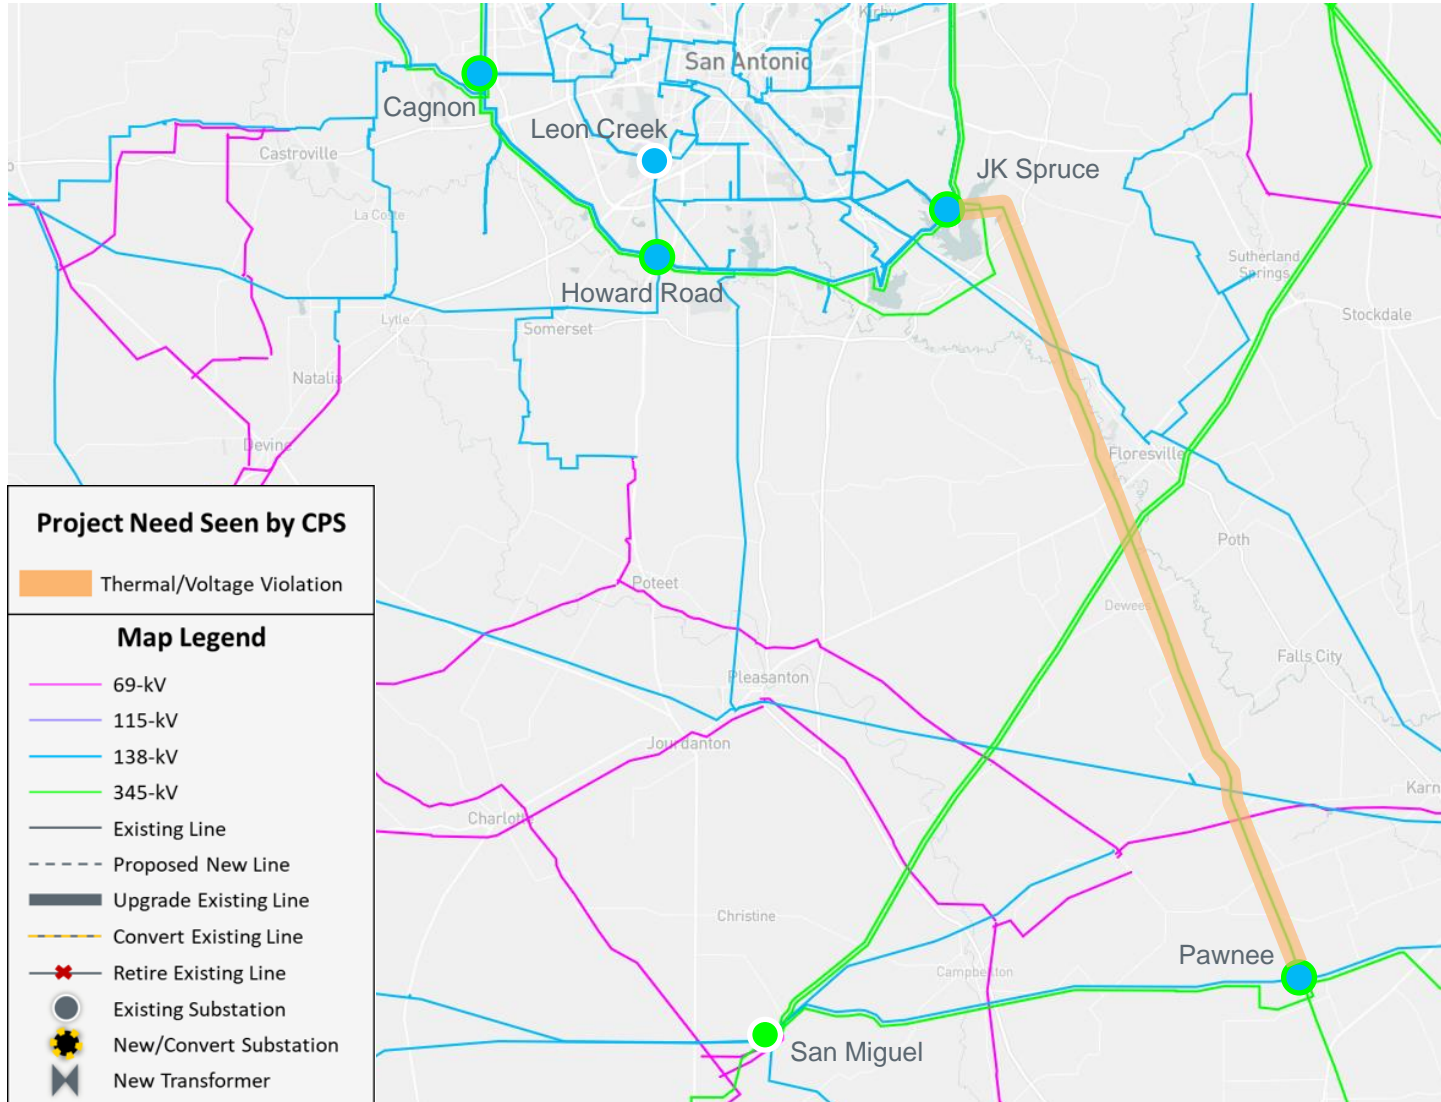 Kirby
San Antonio
Cagnon
Leon Creek
Castroville
JK Spruce
La Coste
Sutherland
Springs
Howard Road
Stockdale
Lytle
Somerset
Natalia
Devine
Floresville
Poth
Poteet
Dewees
Falls City
Pleasanton
Jourdanton
Karn
Charlotte
Christine
Campbellton
Pawnee
San Miguel
Project Need Seen by CPS
Thermal/Voltage Violation
Map Legend
69-kV
115-kV
138-kV
345-kV
Existing Line
Proposed New Line
Upgrade Existing Line
Convert Existing Line
Retire Existing Line
Existing Substation
New/Convert Substation
New Transformer